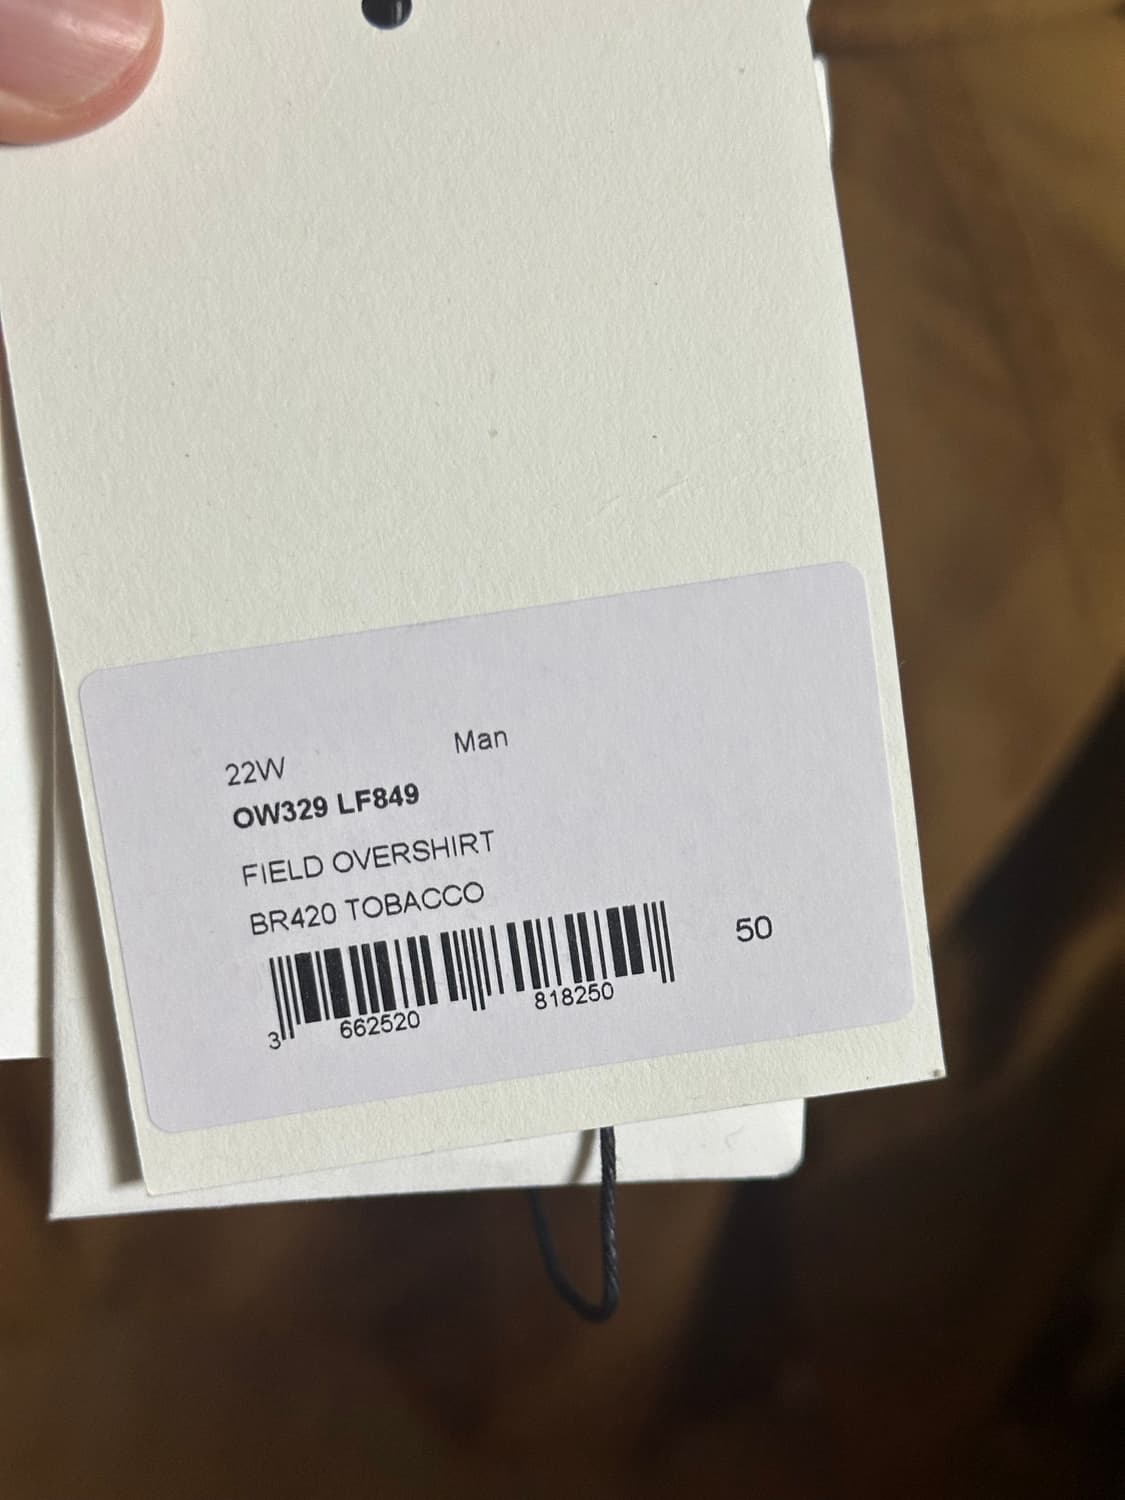 22W Man
OW329 LF849
FIELD OVERSHIRT
BR420 TOBACCO
50
3 662520 818250